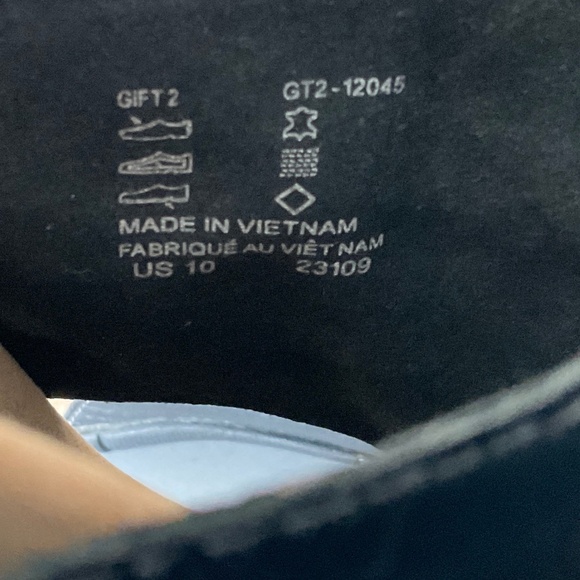 GIFT 2 GT2-12045
MADE IN VIETNAM
FABRIQUÉ AU VIÊT NAM
US 10 23109